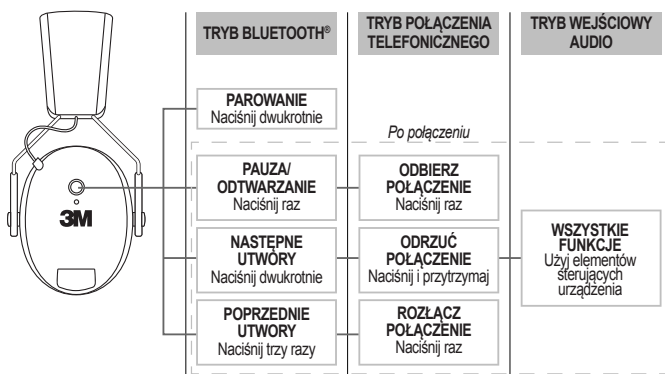 TRYB BLUETOOTH®
TRYB POŁĄCZENIA
TELEFONICZNEGO
TRYB WEJŚCIOWY
AUDIO
PAROWANIE
Naciśnij dwukrotnie
Po połączeniu
PAUZA/
ODTWARZANIE
Naciśnij raz
ODBIERZ
POŁĄCZENIE
Naciśnij raz
3M
NASTĘPNE
UTWORY
Naciśnij dwukrotnie
ODRZUĆ
POŁĄCZENIE
Naciśnij i przytrzymaj
WSZYSTKIE
FUNKCJE
Użyj elementów
sterujących
urządzenia
POPRZEDNIE
UTWORY
Naciśnij trzy razy
ROZŁĄCZ
POŁĄCZENIE
Naciśnij raz